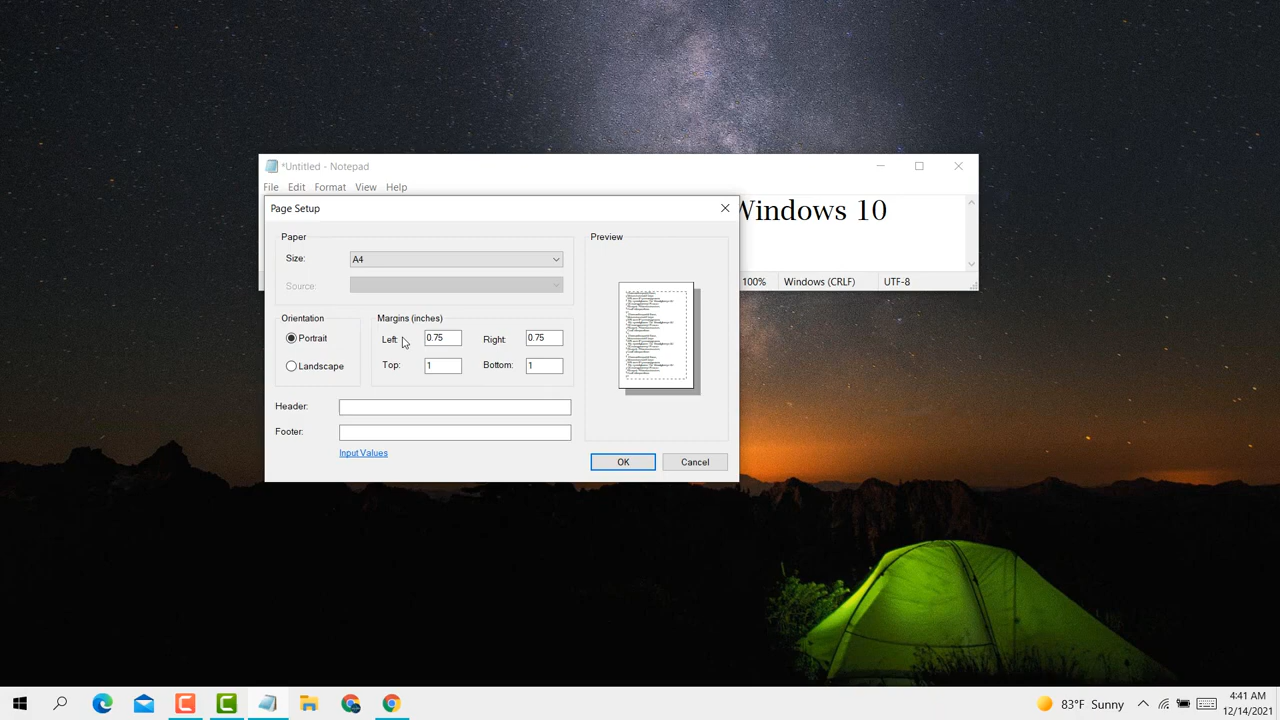 *Untitled - Notepad
File Edit Format View Help
Page Setup
Windows 10
Paper
Preview
Size: A4
Source:
Orientation Margins (inches)
Portrait Left: 0.75 Right: 0.75
Landscape Top: 1 Bottom: 1
Header:
Footer:
Input Values
OK Cancel
100% Windows (CRLF) UTF-8
83°F Sunny
4:41 AM
12/14/2021